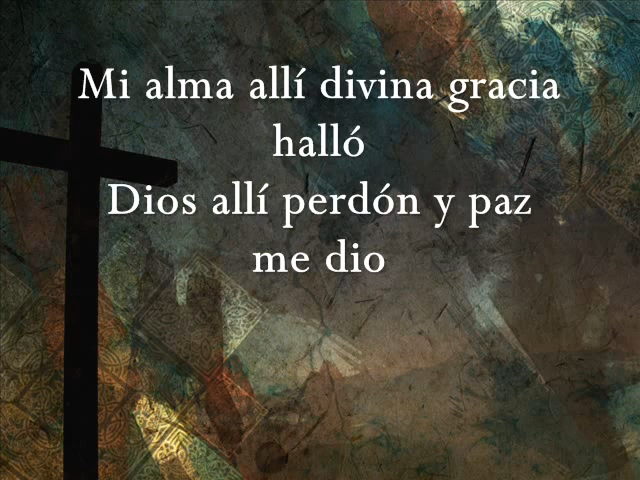 Mi alma allí divina gracia
halló
Dios allí perdón y paz
me dio